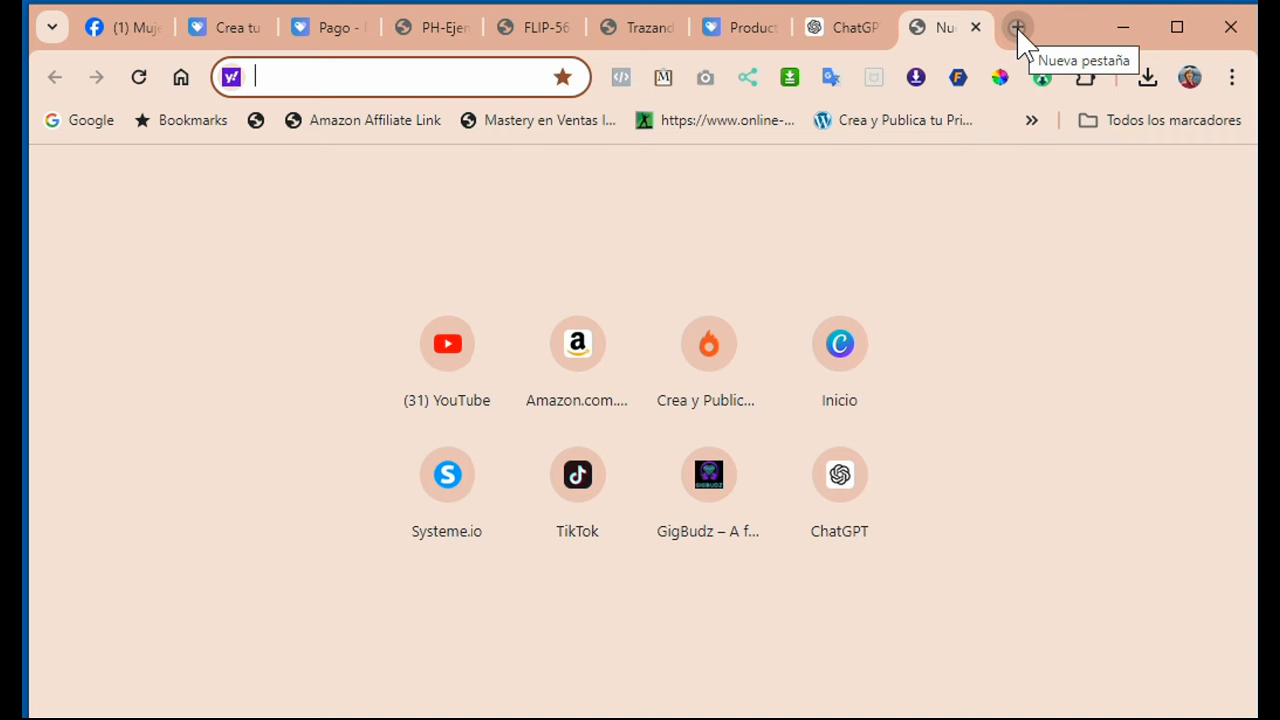 (1) Muj
Crea tu
Pago -
PH-Ejen
FLIP-56
Trazand
Product
ChatGP
Nu
Nueva pestaña
y!
Google
Bookmarks
Amazon Affiliate Link
Mastery en Ventas I...
https://www.online-...
Crea y Publica tu Pri...
Todos los marcadores
(31) YouTube
Amazon.com....
Crea y Public...
Inicio
Systeme.io
TikTok
GigBudz – A f...
ChatGPT